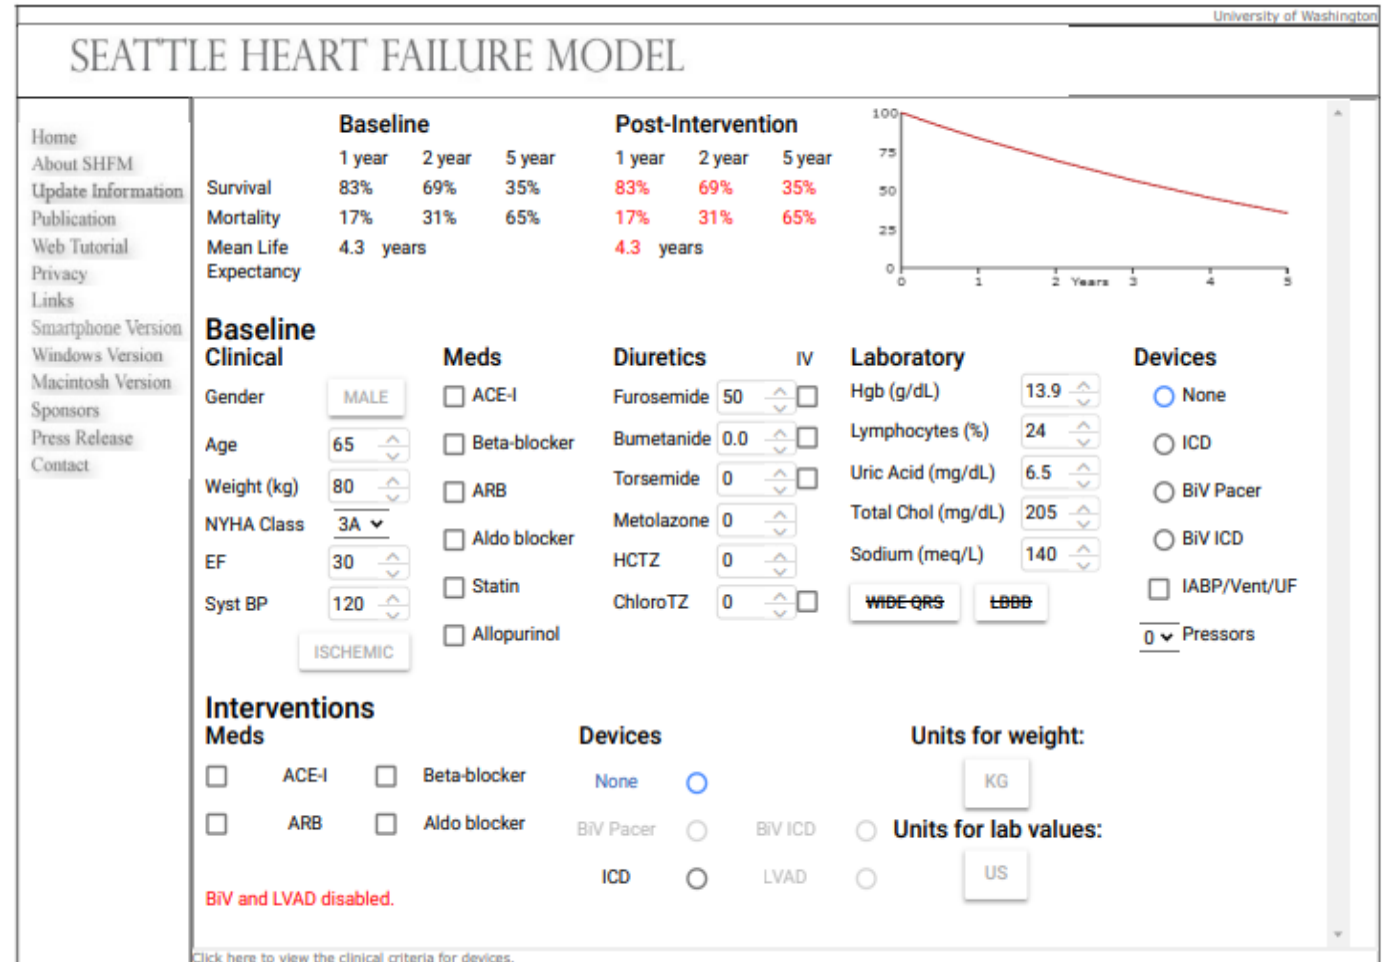 University of Washington
SEATTLE HEART FAILURE MODEL
Home
About SHFM
Update Information
Publication
Web Tutorial
Privacy
Links
Smartphone Version
Windows Version
Macintosh Version
Sponsors
Press Release
Contact
Baseline Post-Intervention
1 year 2 year 5 year 1 year 2 year 5 year
Survival 83% 69% 35% 83% 69% 35%
Mortality 17% 31% 65% 17% 31% 65%
Mean Life 4.3 years 4.3 years
Expectancy
100
75
50
25
0
0 1 2 Years 3 4 5
Baseline
Clinical
Gender MALE
Age 65
Weight (kg) 80
NYHA Class 3A
EF 30
Syst BP 120
ISCHEMIC
Meds
ACE-I
Beta-blocker
ARB
Aldo blocker
Statin
Allopurinol
Diuretics IV
Furosemide 50
Bumetanide 0.0
Torsemide 0
Metolazone 0
HCTZ 0
ChloroTZ 0
Laboratory
Hgb (g/dL) 13.9
Lymphocytes (%) 24
Uric Acid (mg/dL) 6.5
Total Chol (mg/dL) 205
Sodium (meq/L) 140
WIDE QRS LBBB
Devices
None
ICD
BiV Pacer
BiV ICD
IABP/Vent/UF
0 Pressors
Interventions
Meds
ACE-I Beta-blocker
ARB Aldo blocker
BiV and LVAD disabled.
Devices
None
BiV Pacer BiV ICD
ICD LVAD
Units for weight:
KG
Units for lab values:
US
Click here to view the clinical criteria for devices.